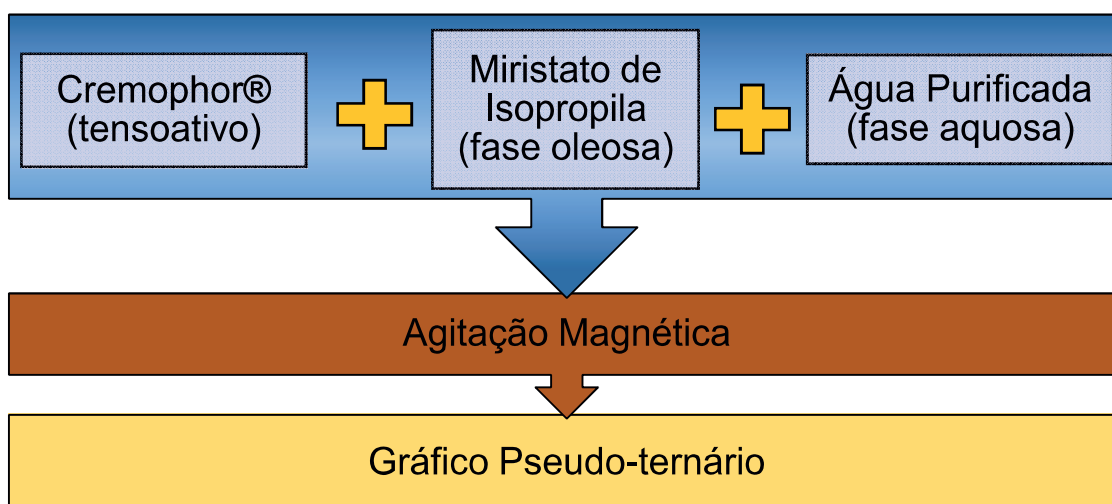 Cremophor®
(tensoativo)
Miristato de
Isopropila
(fase oleosa)
Água Purificada
(fase aquosa)
Agitação Magnética
Gráfico Pseudo-ternário